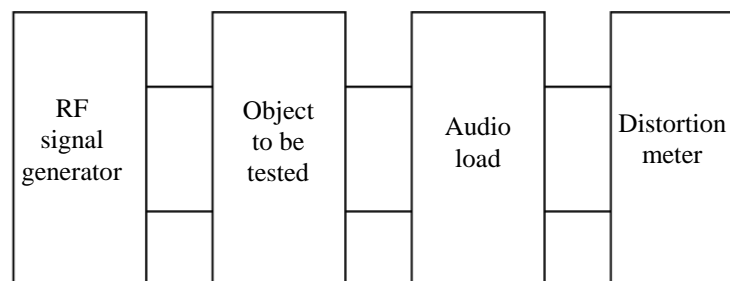 RF
signal
generator
Object
to be
tested
Audio
load
Distortion
meter